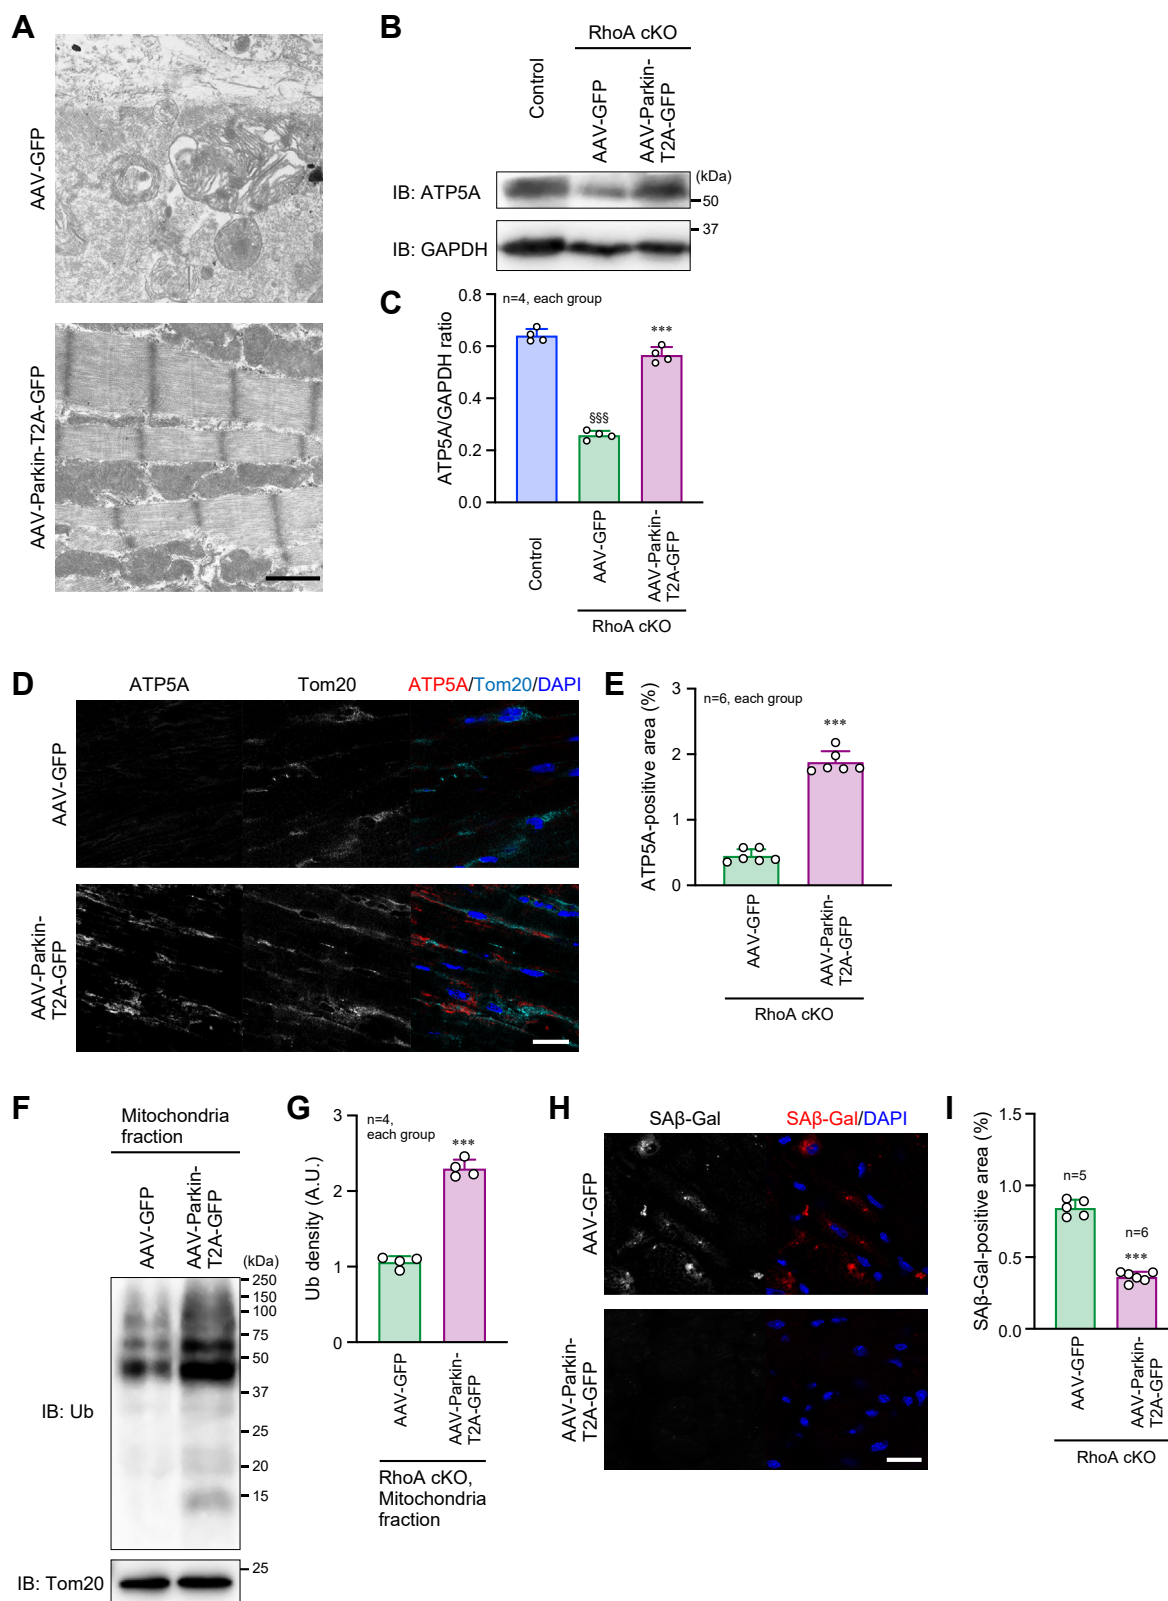 A
AAV-GFP
AAV-Parkin-T2A-GFP
B
RhoA cKO
Control
AAV-GFP
AAV-Parkin-
T2A-GFP
(kDa)
IB: ATP5A
50
37
IB: GAPDH
C
n=4, each group
ATP5A/GAPDH ratio
0.8
0.6
0.4
0.2
0.0
§§§
***
Control
AAV-GFP
AAV-Parkin-
T2A-GFP
RhoA cKO
D
ATP5A
Tom20
ATP5A/Tom20/DAPI
AAV-GFP
AAV-Parkin-
T2A-GFP
E
n=6, each group
ATP5A-positive area (%)
3
2
1
0
***
AAV-GFP
AAV-Parkin-
T2A-GFP
RhoA cKO
F
Mitochondria
fraction
AAV-GFP
AAV-Parkin-
T2A-GFP
(kDa)
250
150
100
75
50
37
25
20
15
IB: Ub
25
IB: Tom20
G
n=4,
each group
Ub density (A.U.)
3
2
1
0
***
AAV-GFP
AAV-Parkin-
T2A-GFP
RhoA cKO,
Mitochondria
fraction
H
SAβ-Gal
SAβ-Gal/DAPI
AAV-GFP
AAV-Parkin-
T2A-GFP
I
SAβ-Gal-positive area (%)
1.5
1.0
0.5
0.0
n=5
n=6
***
AAV-GFP
AAV-Parkin-
T2A-GFP
RhoA cKO